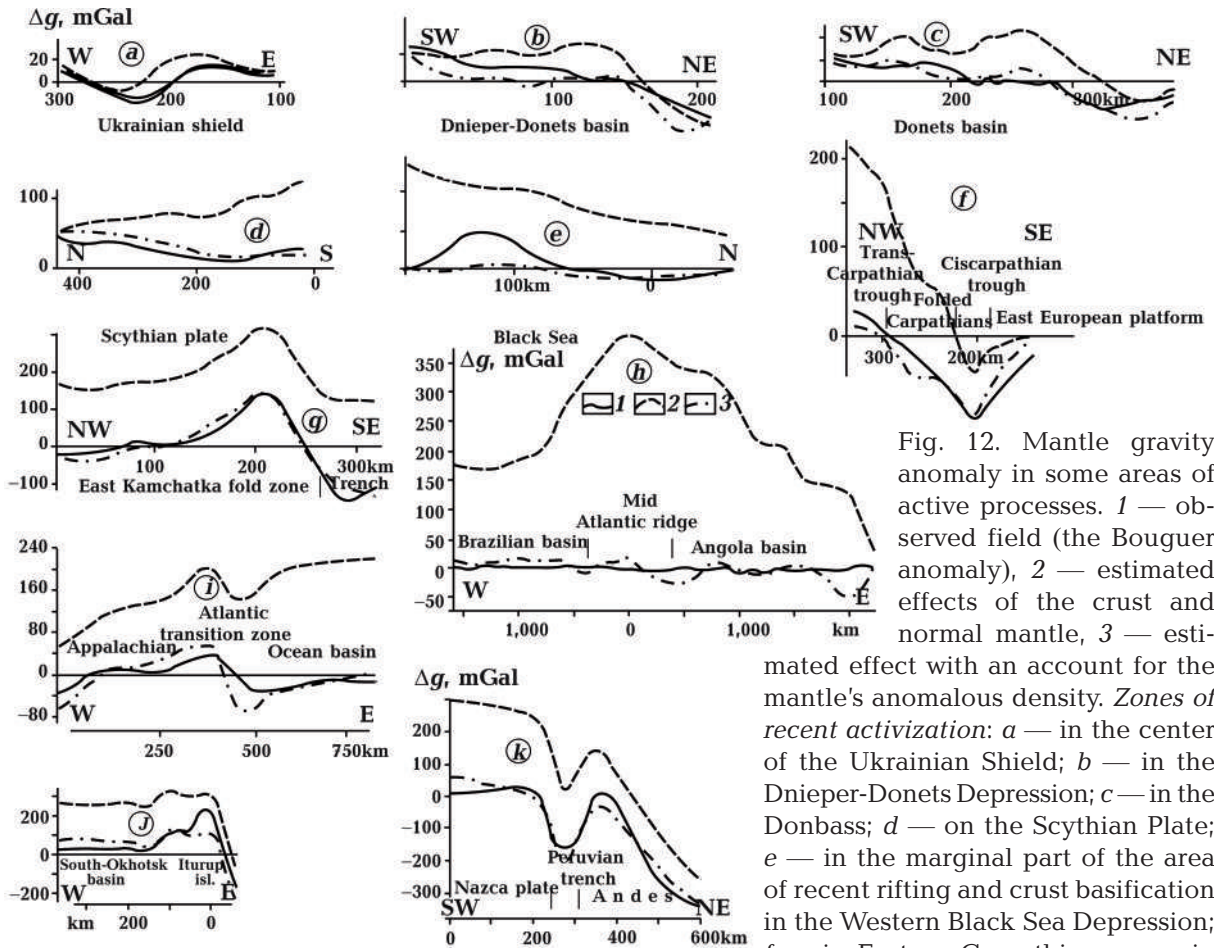 Δg, mGal
W a E
20
0
300 200 100
Ukrainian shield
SW b NE
0 100 200
Dnieper-Donets basin
SW c NE
100 200 300km
Donets basin
100
0
N d S
400 200 0
Scythian plate
e N
100km 0
Black Sea
200
100
0
f
NW SE
Trans-
Carpathian
trough
Ciscarpathian
trough
Folded
Carpathians
East European platform
300 200km
300
200
100
0
−100
NW g SE
100 200 300km
East Kamchatka fold zone Trench
Δg, mGal
350
300
250
200
150
100
50
0
−50
h
1 2 3
Mid
Atlantic ridge
Brazilian basin Angola basin
W E
1,000 0 1,000 km
240
160
80
0
−80
i
Atlantic
transition zone
Appalachian Ocean basin
W E
250 500 750km
200
0
−200
J
South-Okhotsk
basin
Iturup
isl.
W E
km 200 0
Δg, mGal
200
100
0
−100
−200
−300
k
Peruvian
trench
Nazca plate Andes
SW NE
0 200 400 600km
Fig. 12. Mantle gravity
anomaly in some areas of
active processes. 1 — ob-
served field (the Bouguer
anomaly), 2 — estimated
effects of the crust and
normal mantle, 3 — esti-
mated effect with an account for the
mantle's anomalous density. Zones of
recent activization: a — in the center
of the Ukrainian Shield; b — in the
Dnieper-Donets Depression; c — in the
Donbass; d — on the Scythian Plate;
e — in the marginal part of the area
of recent rifting and crust basification
in the Western Black Sea Depression;